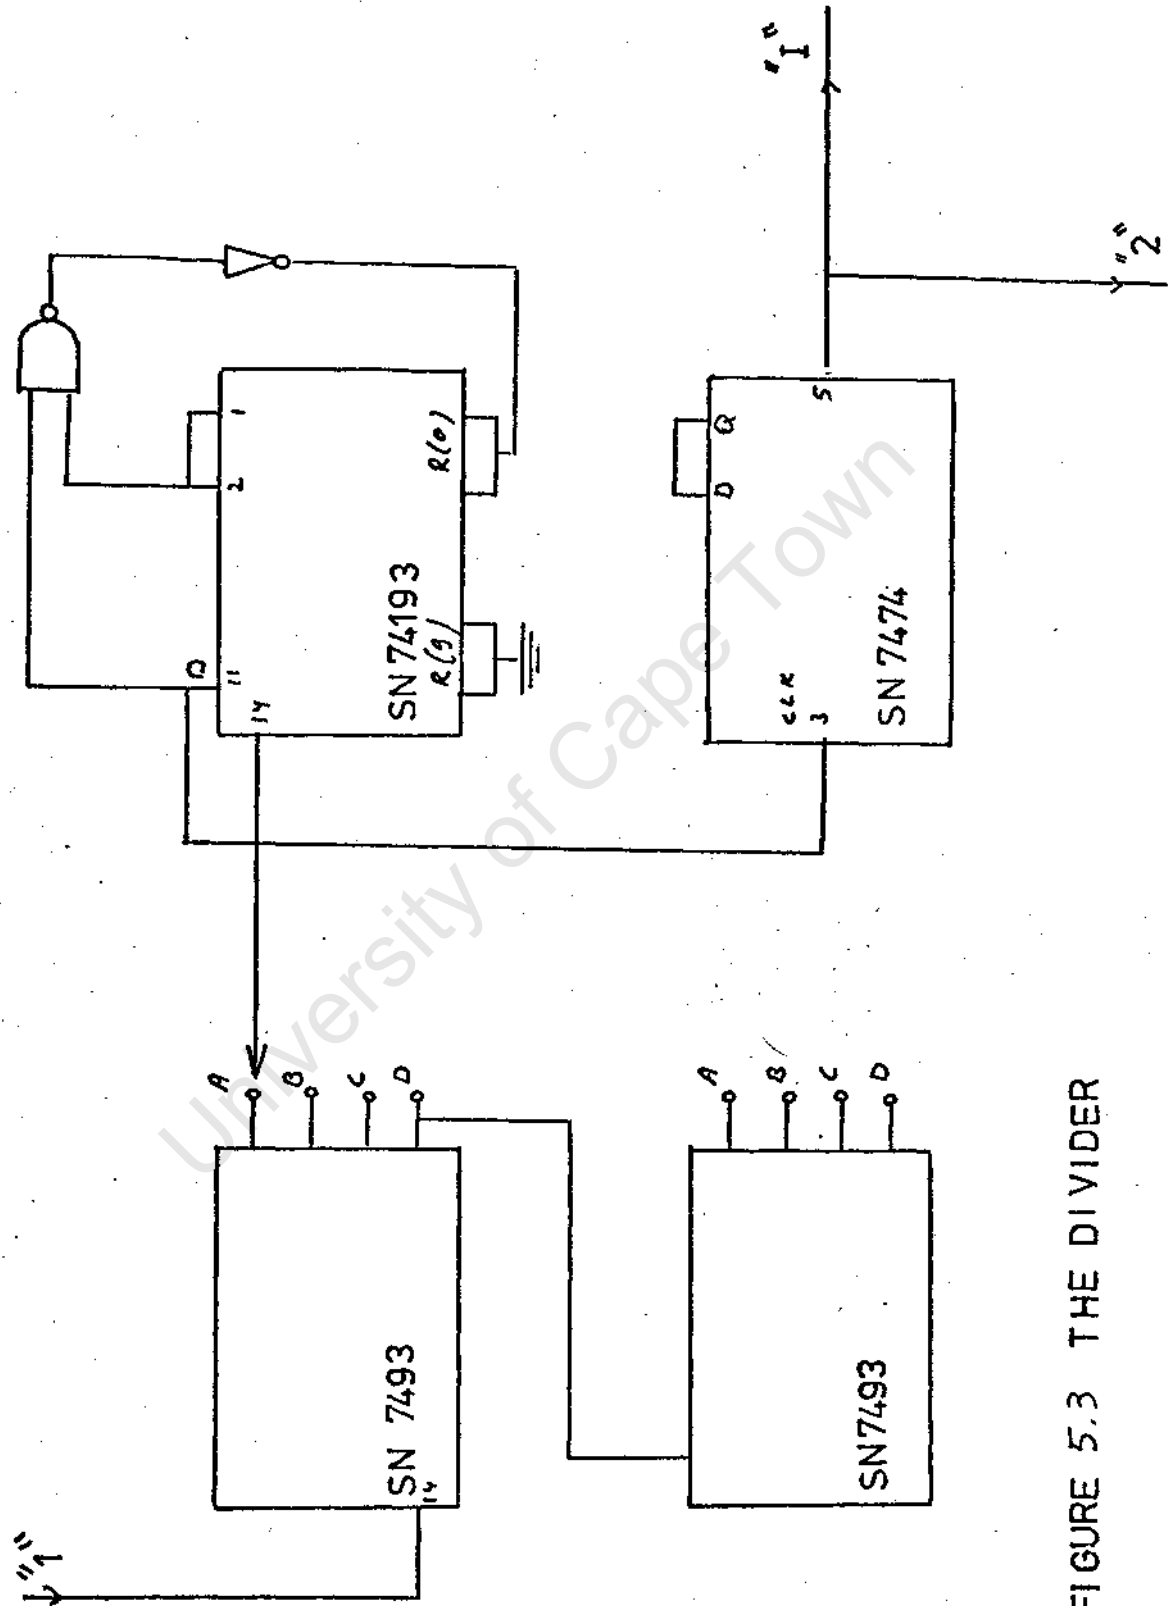 "1"
SN 7493
14
A
B
C
D
SN7493
A
B
C
D
14
11
D
2
1
SN74193
R(9)
R(0)
CLK
3
D
Q
5
SN7474
"1"
"2"
FIGURE 5.3 THE DIVIDER
University of Cape Town